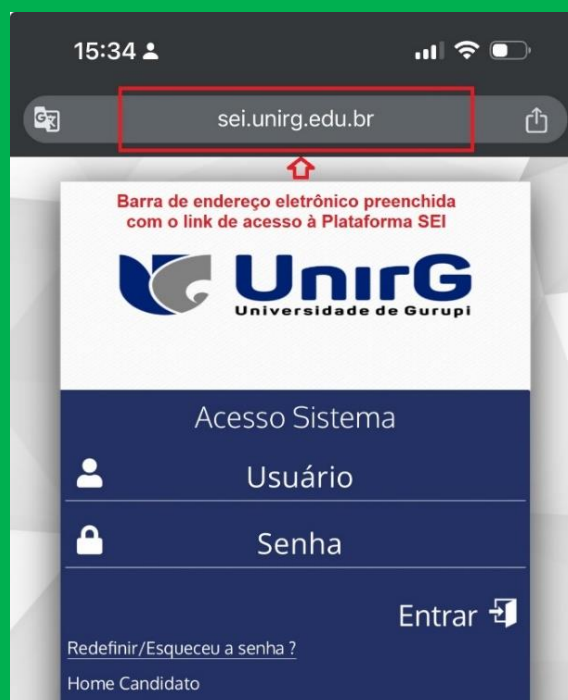 15:34
sei.unirg.edu.br
Barra de endereço eletrônico preenchida
com o link de acesso à Plataforma SEI
UnirG
Universidade de Gurupi
Acesso Sistema
Usuário
Senha
Entrar
Redefinir/Esqueceu a senha ?
Home Candidato